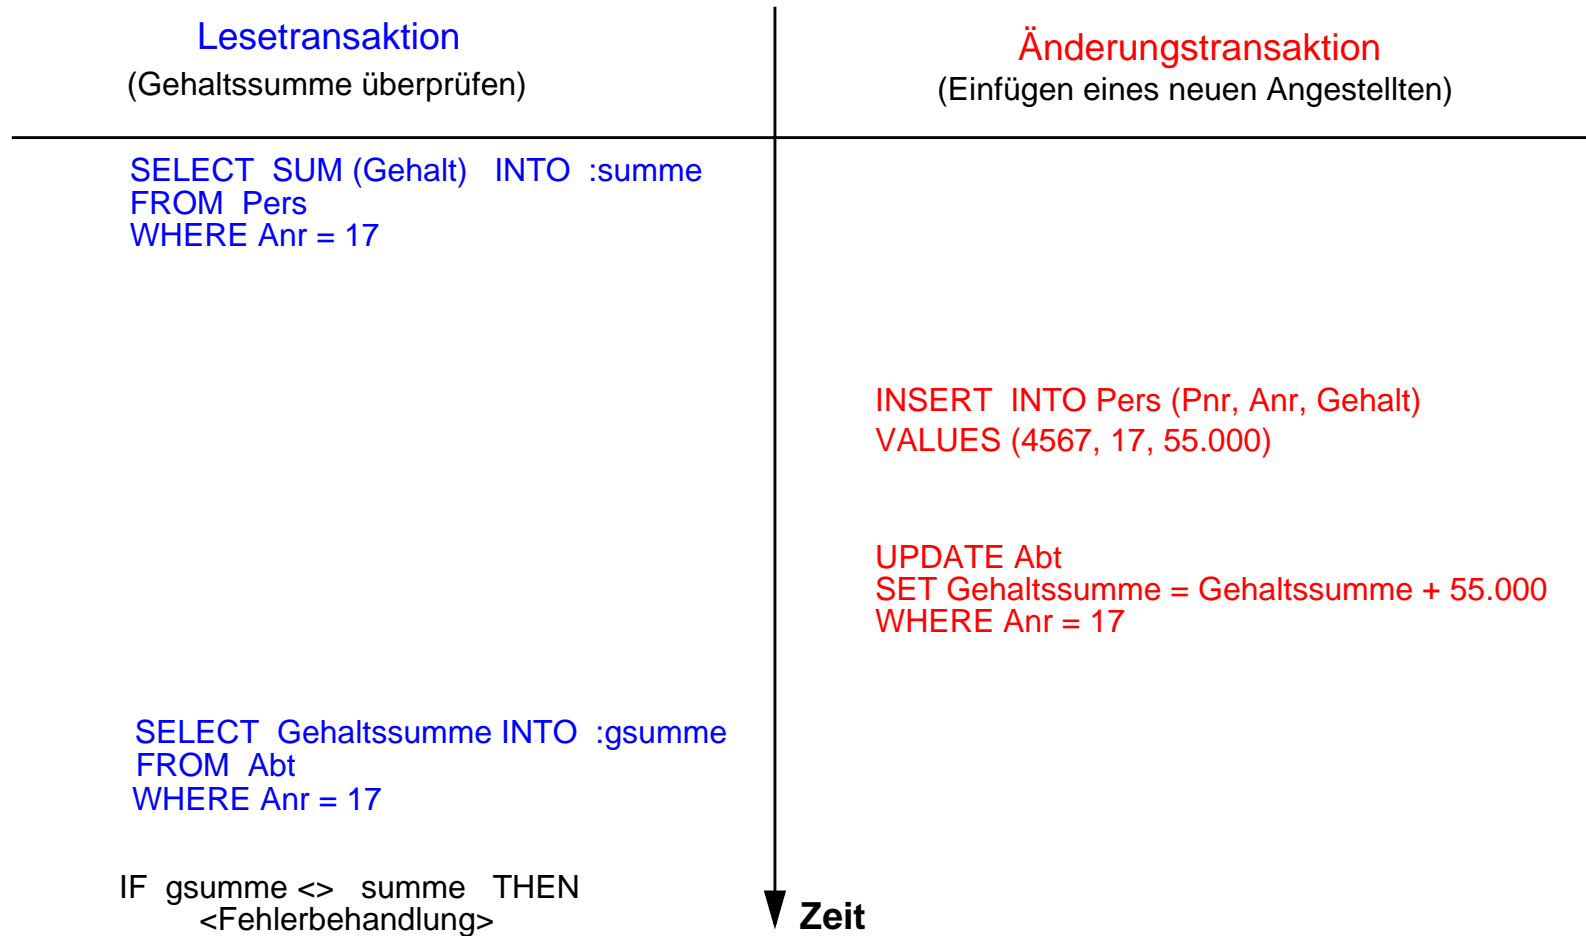 Lesetransaktion
(Gehaltssumme überprüfen)
Änderungstransaktion
(Einfügen eines neuen Angestellten)
SELECT SUM (Gehalt) INTO :summe
FROM Pers
WHERE Anr = 17
INSERT INTO Pers (Pnr, Anr, Gehalt)
VALUES (4567, 17, 55.000)
UPDATE Abt
SET Gehaltssumme = Gehaltssumme + 55.000
WHERE Anr = 17
SELECT Gehaltssumme INTO :gsumme
FROM Abt
WHERE Anr = 17
IF gsumme <> summe THEN
<Fehlerbehandlung>
Zeit